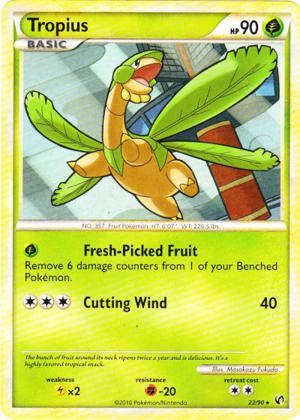 Tropius
HP 90
BASIC
NO. 357 Fruit Pokémon. HT: 6'07" WT: 220.5 lbs.
Fresh-Picked Fruit
Remove 6 damage counters from 1 of your Benched
Pokémon.
Cutting Wind 40
The bunch of fruit around its neck ripens twice a year and is delicious. It's a
highly favored tropical treat.
Illus. Masakazu Fukuda
weakness resistance retreat cost
×2 -20
©2010 Pokémon/Nintendo 22/90 ★